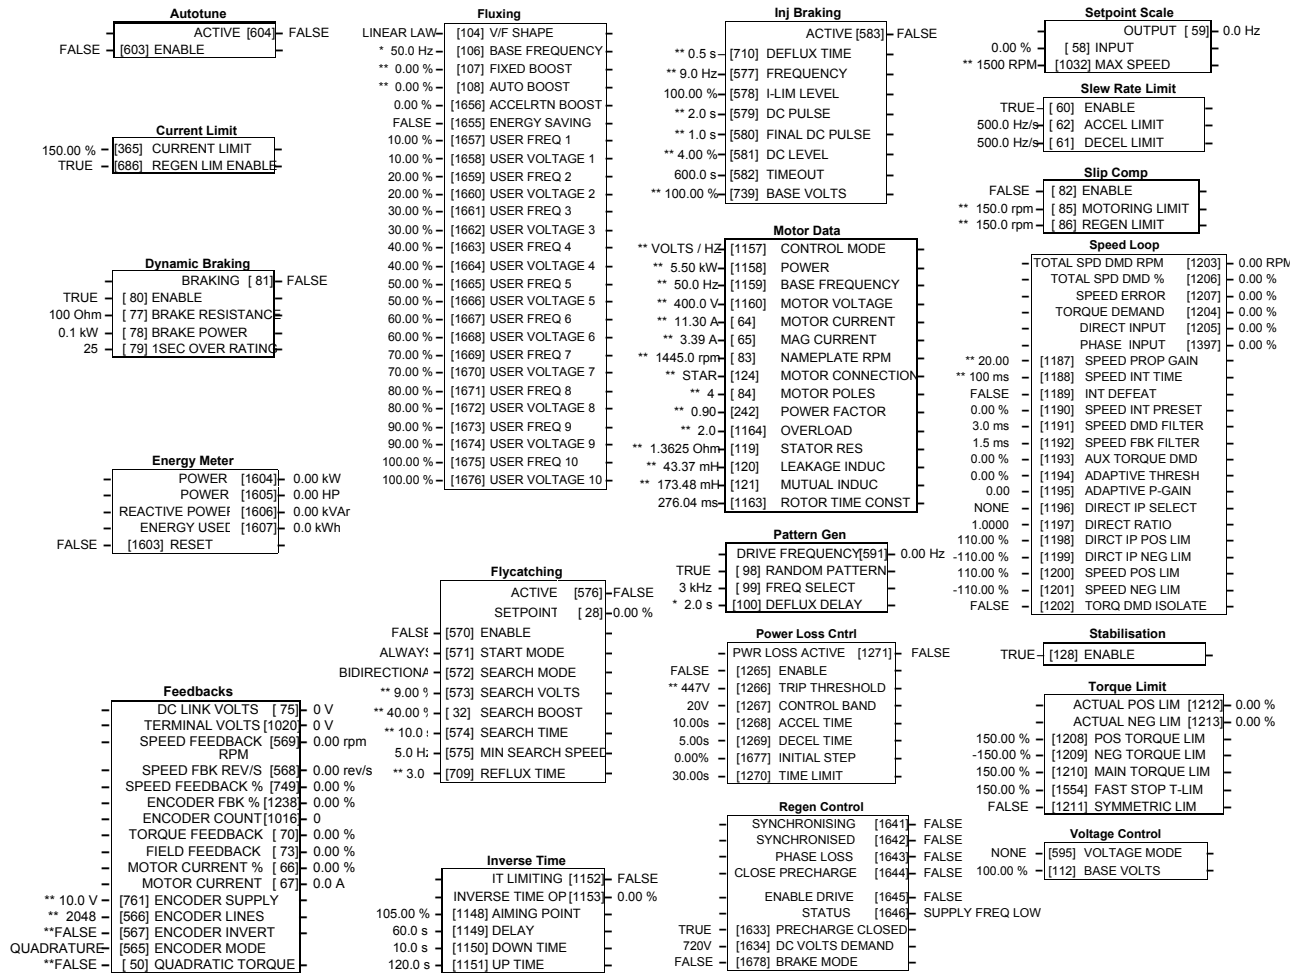 Autotune
ACTIVE [604] FALSE
FALSE [603] ENABLE
Current Limit
150.00 % [365] CURRENT LIMIT
TRUE [686] REGEN LIM ENABLE
Dynamic Braking
BRAKING [ 81] FALSE
TRUE [ 80] ENABLE
100 Ohm [ 77] BRAKE RESISTANCE
0.1 kW [ 78] BRAKE POWER
25 [ 79] 1SEC OVER RATING
Energy Meter
POWER [1604] 0.00 kW
POWER [1605] 0.00 HP
REACTIVE POWER [1606] 0.00 kVAr
ENERGY USED [1607] 0.0 kWh
FALSE [1603] RESET
Feedbacks
DC LINK VOLTS [ 75] 0 V
TERMINAL VOLTS [1020] 0 V
SPEED FEEDBACK [569] 0.00 rpm
RPM
SPEED FBK REV/S [568] 0.00 rev/s
SPEED FEEDBACK % [749] 0.00 %
ENCODER FBK % [1238] 0.00 %
ENCODER COUNT [1016] 0
TORQUE FEEDBACK [ 70] 0.00 %
FIELD FEEDBACK [ 73] 0.00 %
MOTOR CURRENT % [ 66] 0.00 %
MOTOR CURRENT [ 67] 0.0 A
** 10.0 V [761] ENCODER SUPPLY
** 2048 [566] ENCODER LINES
**FALSE [567] ENCODER INVERT
QUADRATURE [565] ENCODER MODE
**FALSE [ 50] QUADRATIC TORQUE
Fluxing
LINEAR LAW [104] V/F SHAPE
* 50.0 Hz [106] BASE FREQUENCY
** 0.00 % [107] FIXED BOOST
** 0.00 % [108] AUTO BOOST
0.00 % [1656] ACCELRTN BOOST
FALSE [1655] ENERGY SAVING
10.00 % [1657] USER FREQ 1
10.00 % [1658] USER VOLTAGE 1
20.00 % [1659] USER FREQ 2
20.00 % [1660] USER VOLTAGE 2
30.00 % [1661] USER FREQ 3
30.00 % [1662] USER VOLTAGE 3
40.00 % [1663] USER FREQ 4
40.00 % [1664] USER VOLTAGE 4
50.00 % [1665] USER FREQ 5
50.00 % [1666] USER VOLTAGE 5
60.00 % [1667] USER FREQ 6
60.00 % [1668] USER VOLTAGE 6
70.00 % [1669] USER FREQ 7
70.00 % [1670] USER VOLTAGE 7
80.00 % [1671] USER FREQ 8
80.00 % [1672] USER VOLTAGE 8
90.00 % [1673] USER FREQ 9
90.00 % [1674] USER VOLTAGE 9
100.00 % [1675] USER FREQ 10
100.00 % [1676] USER VOLTAGE 10
Flycatching
ACTIVE [576] FALSE
SETPOINT [ 28] 0.00 %
FALSE [570] ENABLE
ALWAYS [571] START MODE
BIDIRECTIONA [572] SEARCH MODE
** 9.00 % [573] SEARCH VOLTS
** 40.00 % [ 32] SEARCH BOOST
** 10.0 s [574] SEARCH TIME
5.0 Hz [575] MIN SEARCH SPEED
** 3.0 [709] REFLUX TIME
Inverse Time
IT LIMITING [1152] FALSE
INVERSE TIME OP [1153] 0.00 %
105.00 % [1148] AIMING POINT
60.0 s [1149] DELAY
10.0 s [1150] DOWN TIME
120.0 s [1151] UP TIME
Inj Braking
ACTIVE [583] FALSE
** 0.5 s [710] DEFLUX TIME
** 9.0 Hz [577] FREQUENCY
100.00 % [578] I-LIM LEVEL
** 2.0 s [579] DC PULSE
** 1.0 s [580] FINAL DC PULSE
** 4.00 % [581] DC LEVEL
600.0 s [582] TIMEOUT
** 100.00 % [739] BASE VOLTS
Motor Data
** VOLTS / HZ [1157] CONTROL MODE
** 5.50 kW [1158] POWER
** 50.0 Hz [1159] BASE FREQUENCY
** 400.0 V [1160] MOTOR VOLTAGE
** 11.30 A [ 64] MOTOR CURRENT
** 3.39 A [ 65] MAG CURRENT
** 1445.0 rpm [ 83] NAMEPLATE RPM
** STAR [124] MOTOR CONNECTION
** 4 [ 84] MOTOR POLES
** 0.90 [242] POWER FACTOR
** 2.0 [1164] OVERLOAD
** 1.3625 Ohm [119] STATOR RES
** 43.37 mH [120] LEAKAGE INDUC
** 173.48 mH [121] MUTUAL INDUC
276.04 ms [1163] ROTOR TIME CONST
Pattern Gen
DRIVE FREQUENCY [591] 0.00 Hz
TRUE [ 98] RANDOM PATTERN
3 kHz [ 99] FREQ SELECT
* 2.0 s [100] DEFLUX DELAY
Power Loss Cntrl
PWR LOSS ACTIVE [1271] FALSE
FALSE [1265] ENABLE
** 447V [1266] TRIP THRESHOLD
20V [1267] CONTROL BAND
10.00s [1268] ACCEL TIME
5.00s [1269] DECEL TIME
0.00% [1677] INITIAL STEP
30.00s [1270] TIME LIMIT
Regen Control
SYNCHRONISING [1641] FALSE
SYNCHRONISED [1642] FALSE
PHASE LOSS [1643] FALSE
CLOSE PRECHARGE [1644] FALSE
ENABLE DRIVE [1645] FALSE
STATUS [1646] SUPPLY FREQ LOW
TRUE [1633] PRECHARGE CLOSED
720V [1634] DC VOLTS DEMAND
FALSE [1678] BRAKE MODE
Setpoint Scale
OUTPUT [ 59] 0.0 Hz
0.00 % [ 58] INPUT
** 1500 RPM [1032] MAX SPEED
Slew Rate Limit
TRUE [ 60] ENABLE
500.0 Hz/s [ 62] ACCEL LIMIT
500.0 Hz/s [ 61] DECEL LIMIT
Slip Comp
FALSE [ 82] ENABLE
** 150.0 rpm [ 85] MOTORING LIMIT
** 150.0 rpm [ 86] REGEN LIMIT
Speed Loop
TOTAL SPD DMD RPM [1203] 0.00 RPM
TOTAL SPD DMD % [1206] 0.00 %
SPEED ERROR [1207] 0.00 %
TORQUE DEMAND [1204] 0.00 %
DIRECT INPUT [1205] 0.00 %
PHASE INPUT [1397] 0.00 %
** 20.00 [1187] SPEED PROP GAIN
** 100 ms [1188] SPEED INT TIME
FALSE [1189] INT DEFEAT
0.00 % [1190] SPEED INT PRESET
3.0 ms [1191] SPEED DMD FILTER
1.5 ms [1192] SPEED FBK FILTER
0.00 % [1193] AUX TORQUE DMD
0.00 % [1194] ADAPTIVE THRESH
0.00 [1195] ADAPTIVE P-GAIN
NONE [1196] DIRECT IP SELECT
1.0000 [1197] DIRECT RATIO
110.00 % [1198] DIRCT IP POS LIM
-110.00 % [1199] DIRCT IP NEG LIM
110.00 % [1200] SPEED POS LIM
-110.00 % [1201] SPEED NEG LIM
FALSE [1202] TORQ DMD ISOLATE
Stabilisation
TRUE [128] ENABLE
Torque Limit
ACTUAL POS LIM [1212] 0.00 %
ACTUAL NEG LIM [1213] 0.00 %
150.00 % [1208] POS TORQUE LIM
-150.00 % [1209] NEG TORQUE LIM
150.00 % [1210] MAIN TORQUE LIM
150.00 % [1554] FAST STOP T-LIM
FALSE [1211] SYMMETRIC LIM
Voltage Control
NONE [595] VOLTAGE MODE
100.00 % [112] BASE VOLTS